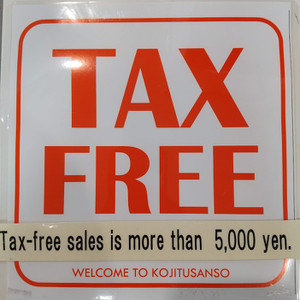 TAX
FREE
Tax-free sales is more than 5,000 yen.
WELCOME TO KOJITUSANSO